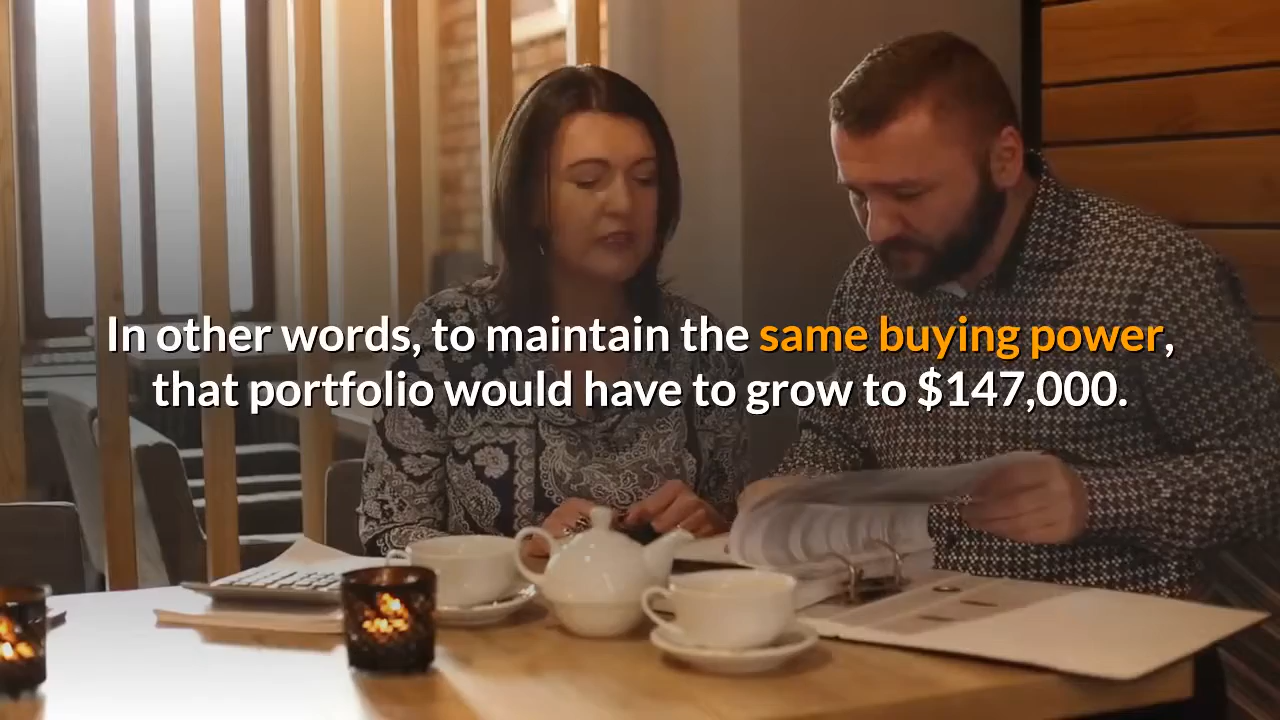 In other words, to maintain the same buying power,
that portfolio would have to grow to $147,000.